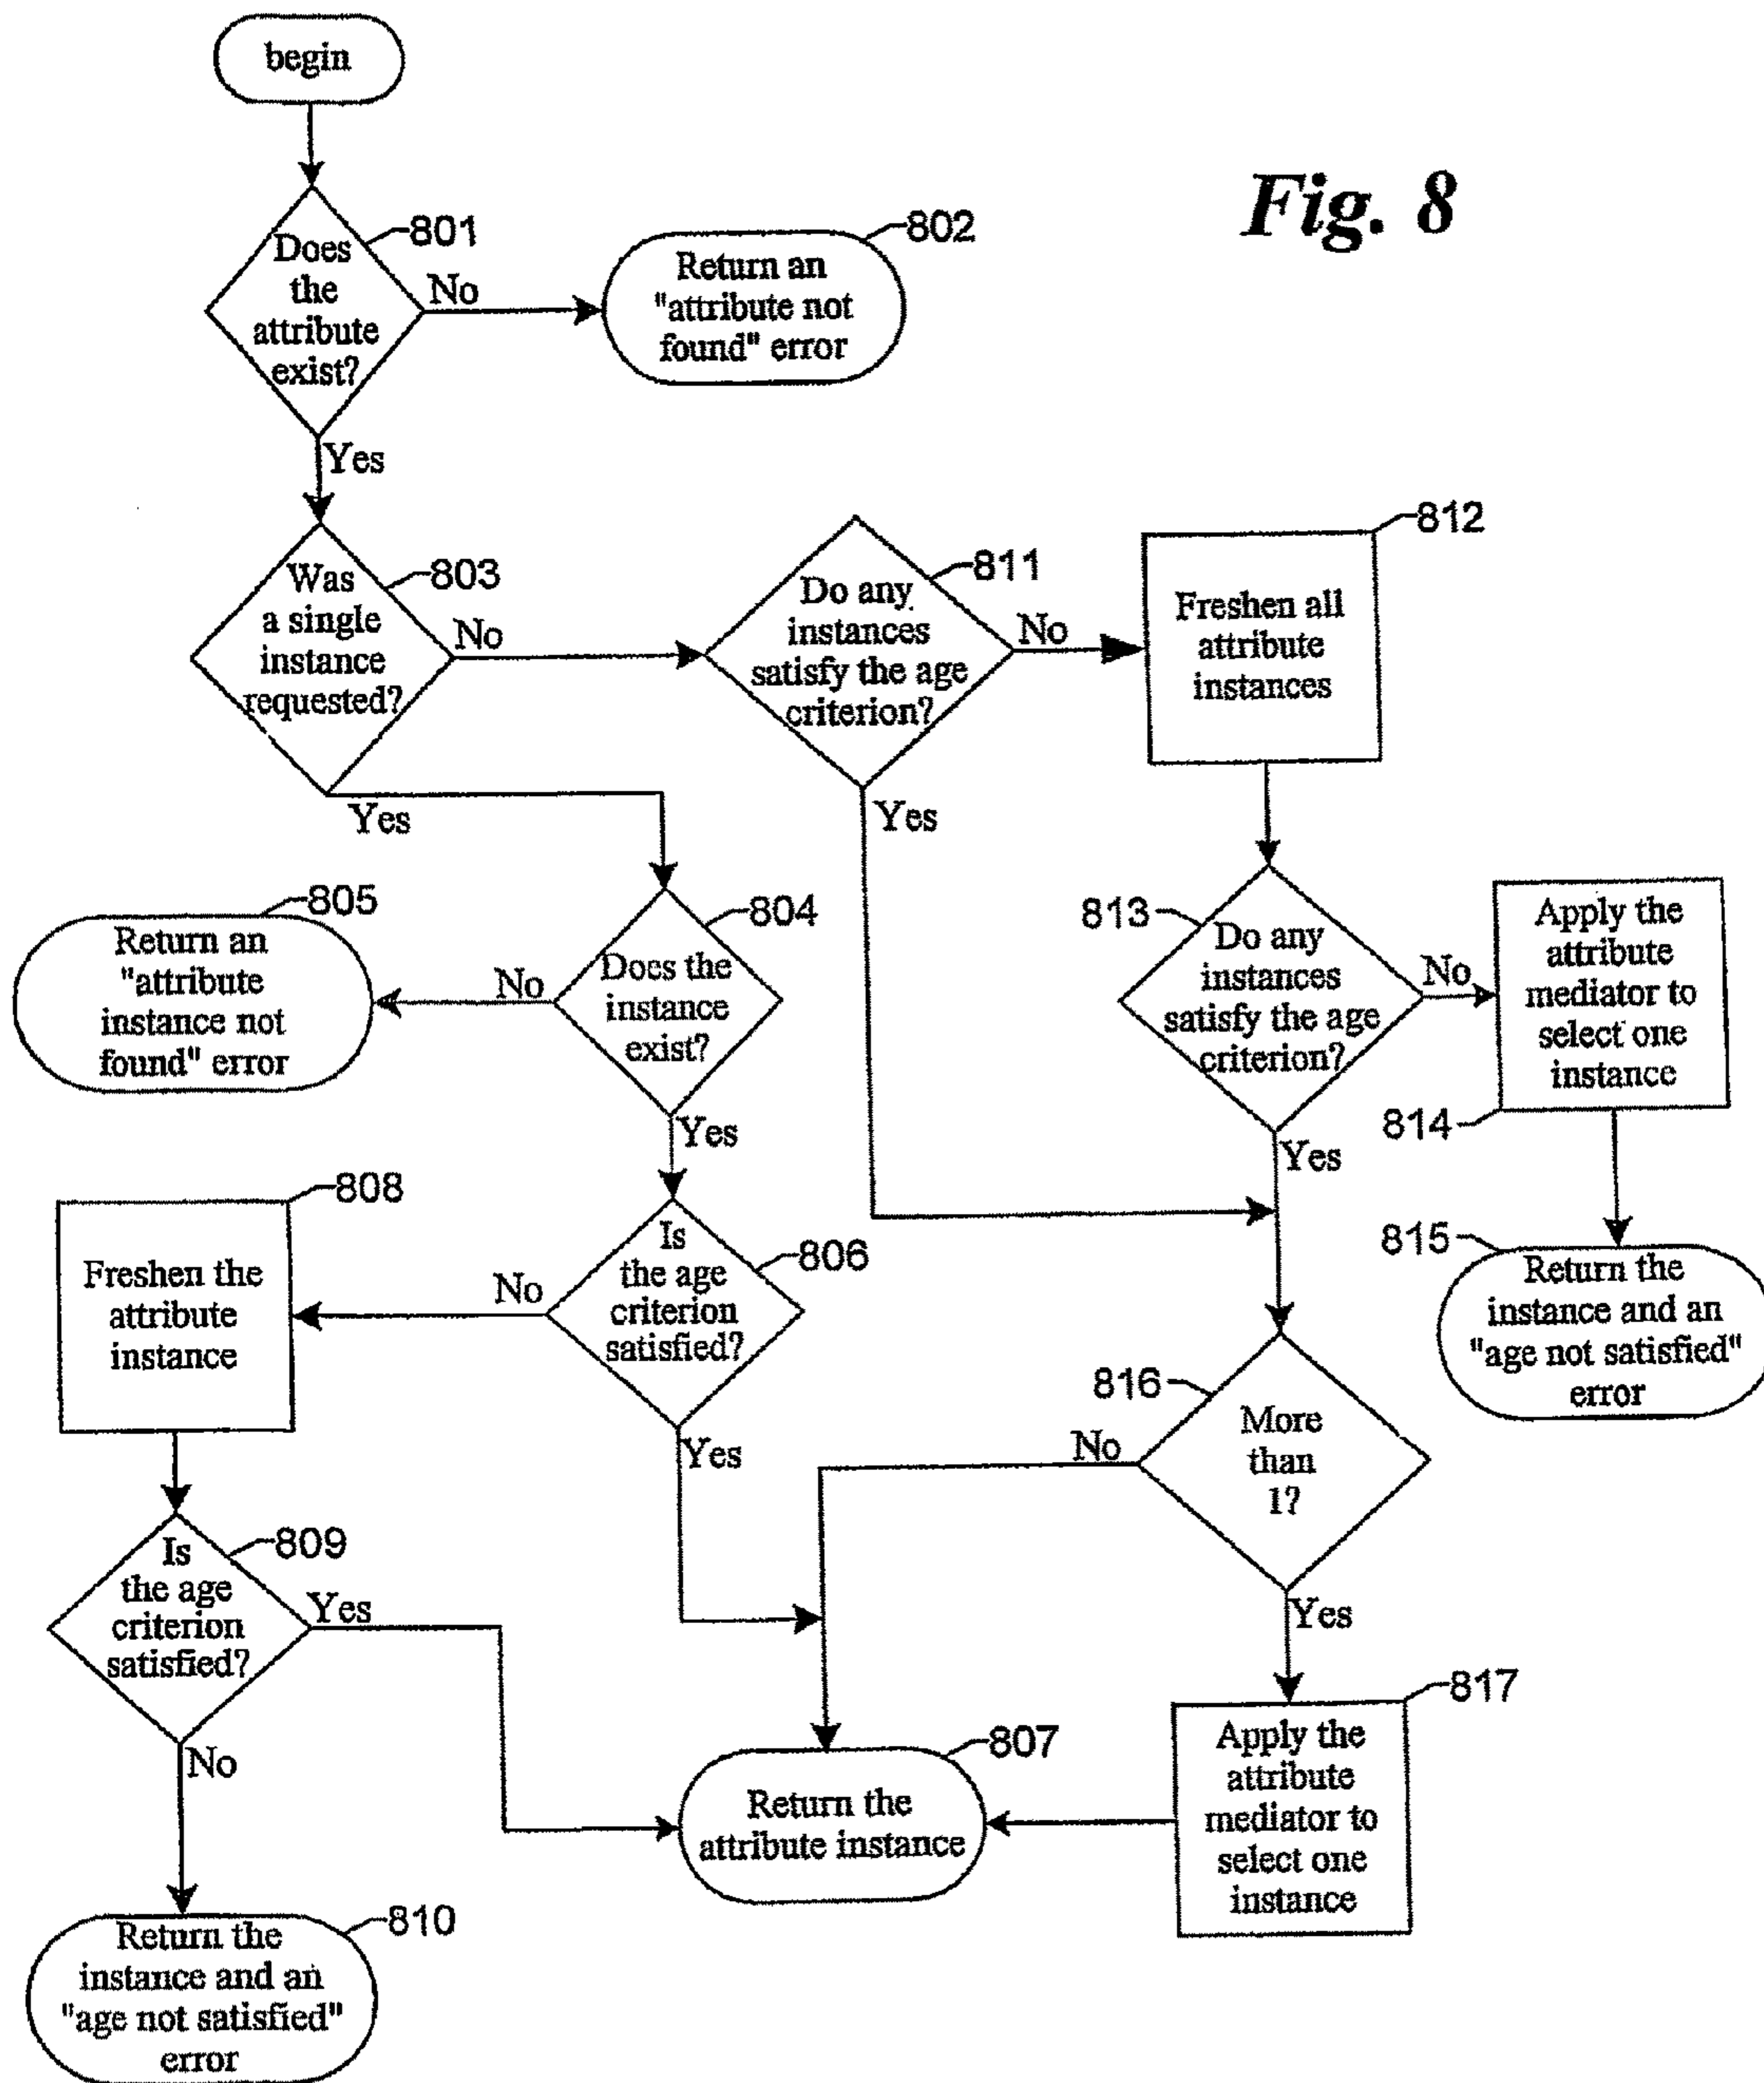 begin
Fig. 8
801
Does
the
attribute
exist?
No
802
Return an
"attribute not
found" error
Yes
803
Was
a single
instance
requested?
No
811
Do any
instances
satisfy the age
criterion?
No
812
Freshen all
attribute
instances
Yes
Yes
805
Return an
"attribute
instance not
found" error
No
804
Does the
instance
exist?
813
Do any
instances
satisfy the age
criterion?
No
Apply the
attribute
mediator to
select one
instance
814
Yes
Yes
808
Freshen the
attribute
instance
No
806
Is
the age
criterion
satisfied?
815
Return the
instance and an
"age not satisfied"
error
Yes
816
More
than
1?
No
809
Is
the age
criterion
satisfied?
Yes
Yes
No
807
Return the
attribute instance
817
Apply the
attribute
mediator to
select one
instance
810
Return the
instance and an
"age not satisfied"
error